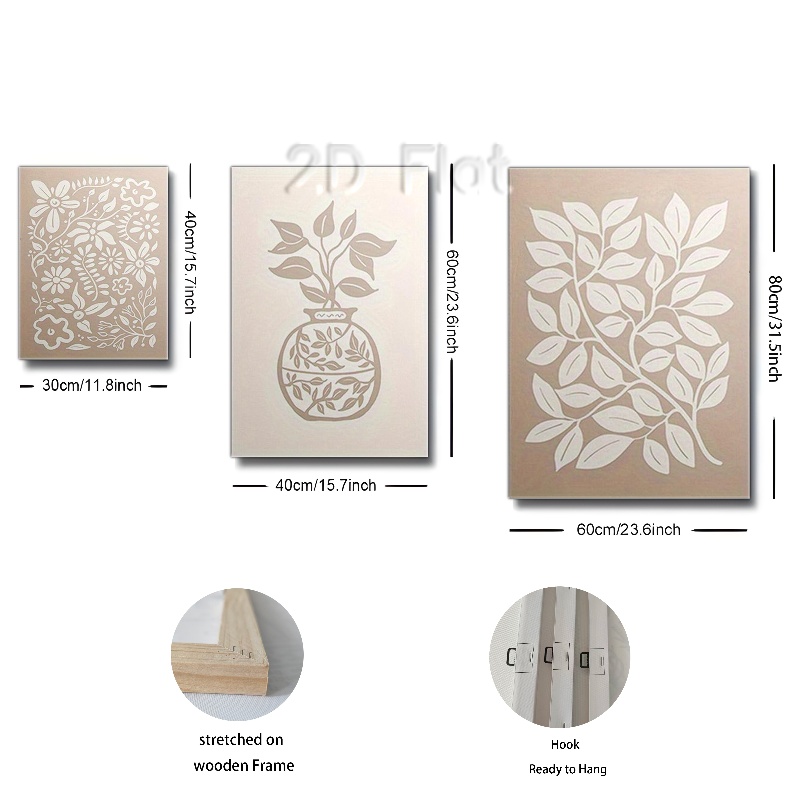 2D Flat
40cm/15.7inch
30cm/11.8inch
60cm/23.6inch
40cm/15.7inch
80cm/31.5inch
60cm/23.6inch
stretched on
wooden Frame
Hook
Ready to Hang